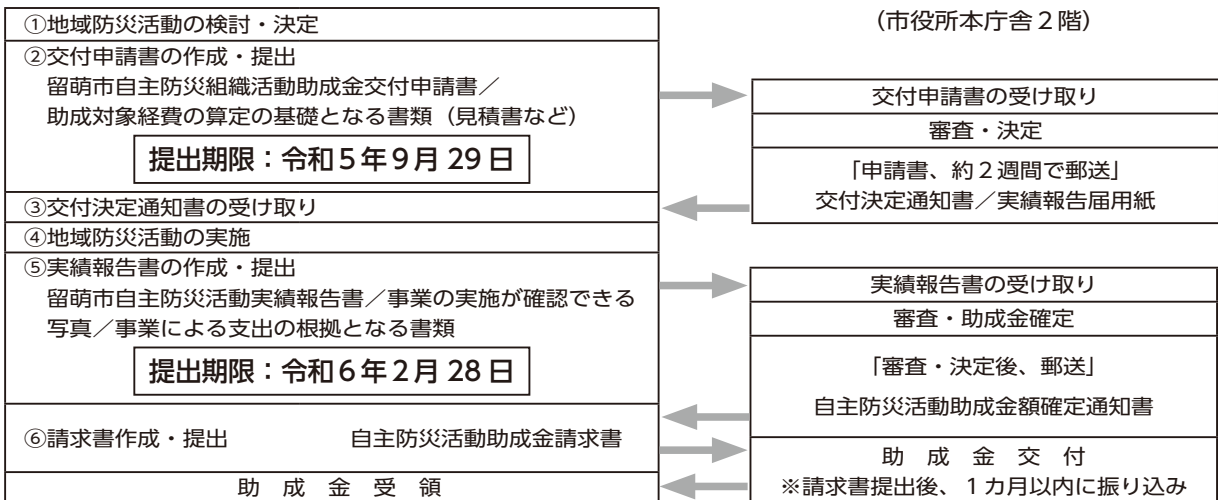 ①地域防災活動の検討・決定
②交付申請書の作成・提出
留萌市自主防災組織活動助成金交付申請書／
助成対象経費の算定の基礎となる書類（見積書など）
提出期限：令和５年９月 29 日
③交付決定通知書の受け取り
④地域防災活動の実施
⑤実績報告書の作成・提出
留萌市自主防災活動実績報告書／事業の実施が確認できる
写真／事業による支出の根拠となる書類
提出期限：令和６年２月 28 日
⑥請求書作成・提出　自主防災活動助成金請求書
助　成　金　受　領
（市役所本庁舎２階）
交付申請書の受け取り
審査・決定
「申請書、約２週間で郵送」
交付決定通知書／実績報告届用紙
実績報告書の受け取り
審査・助成金確定
「審査・決定後、郵送」
自主防災活動助成金額確定通知書
助　成　金　交　付
※請求書提出後、１カ月以内に振り込み